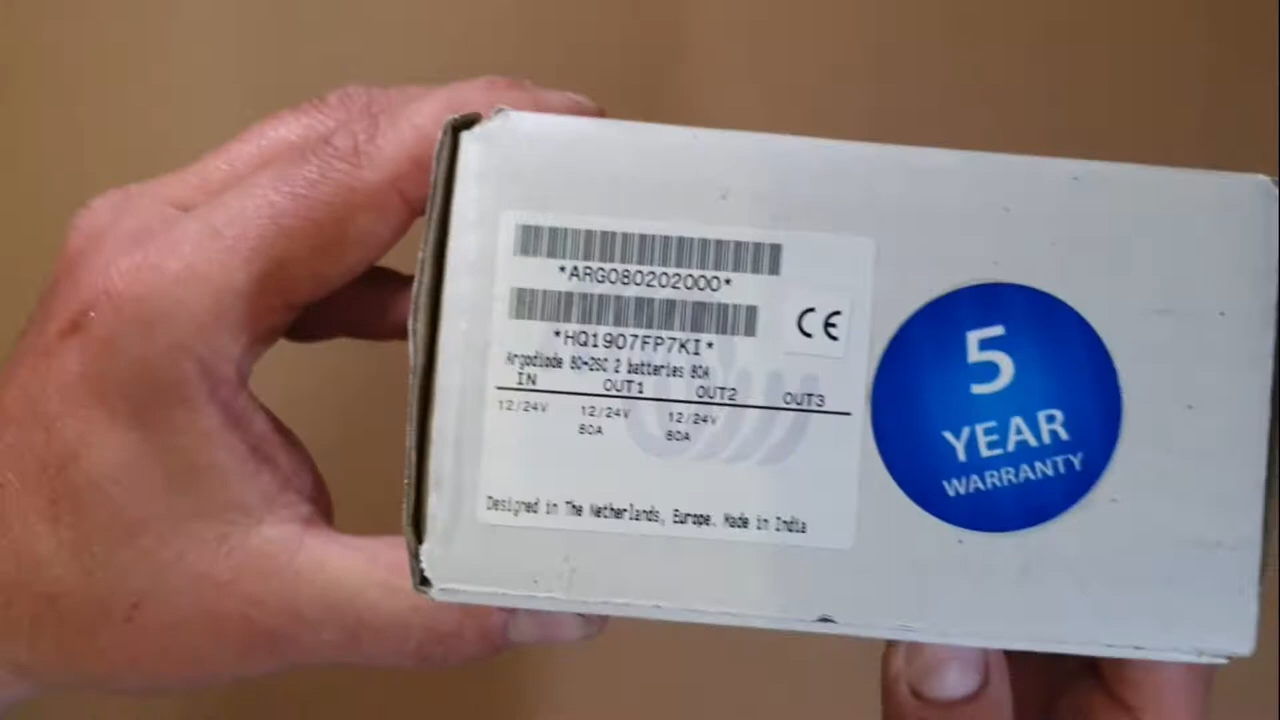 *ARG080202000*
*HQ1907FP7KI*
CE
Argodiode 80-2SC 2 batteries 80A
IN OUT1 OUT2 OUT3
12/24V 12/24V 12/24V
80A 80A
Designed in The Netherlands, Europe. Made in India
5
YEAR
WARRANTY